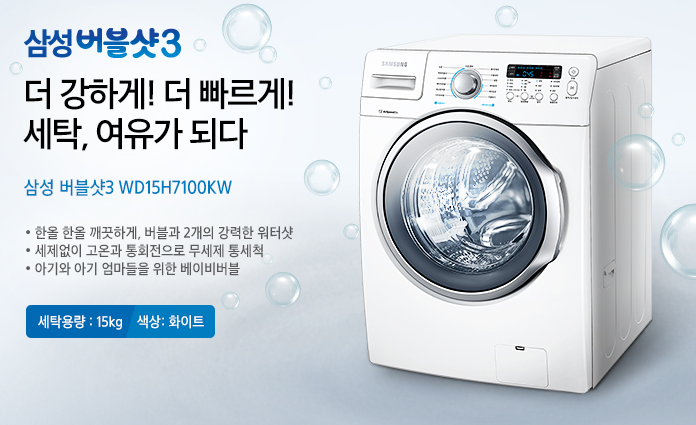 삼성 버블샷3
더 강하게! 더 빠르게!
세탁, 여유가 되다
삼성 버블샷3 WD15H7100KW
• 한올 한올 깨끗하게, 버블과 2개의 강력한 워터샷
• 세제없이 고온과 통회전으로 무세제 통세척
• 아기와 아기 엄마들을 위한 베이비버블
세탁용량 : 15kg 색상: 화이트
SAMSUNG